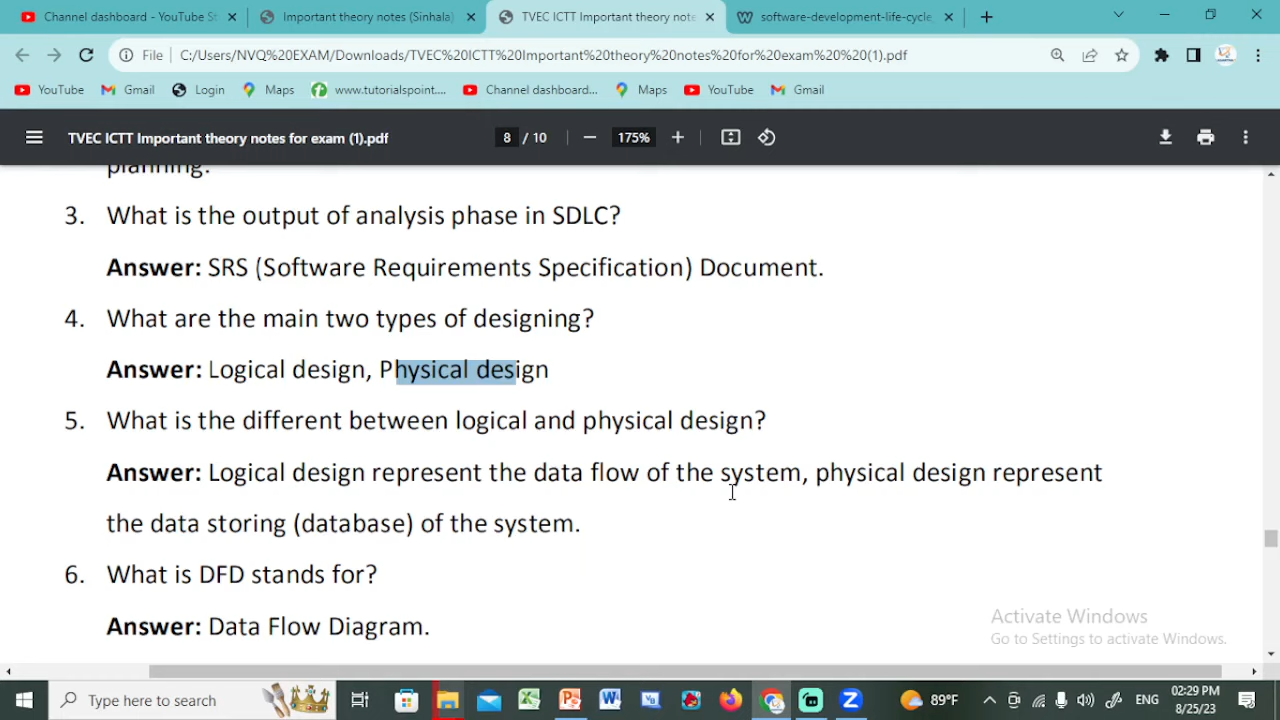 Channel dashboard - YouTube St
Important theory notes (Sinhala)
TVEC ICTT Important theory note
software-development-life-cycle
File
C:/Users/NVQ%20EXAM/Downloads/TVEC%20ICTT%20Important%20theory%20notes%20for%20exam%20%20(1).pdf
YouTube
Gmail
Login
Maps
www.tutorialspoint....
Channel dashboard...
Maps
YouTube
Gmail
TVEC ICTT Important theory notes for exam (1).pdf
8 / 10
175%
planning.
3. What is the output of analysis phase in SDLC?
Answer: SRS (Software Requirements Specification) Document.
4. What are the main two types of designing?
Answer: Logical design, Physical design
5. What is the different between logical and physical design?
Answer: Logical design represent the data flow of the system, physical design represent
the data storing (database) of the system.
6. What is DFD stands for?
Answer: Data Flow Diagram.
Activate Windows
Go to Settings to activate Windows.
Type here to search
89°F
ENG
02:29 PM
8/25/23